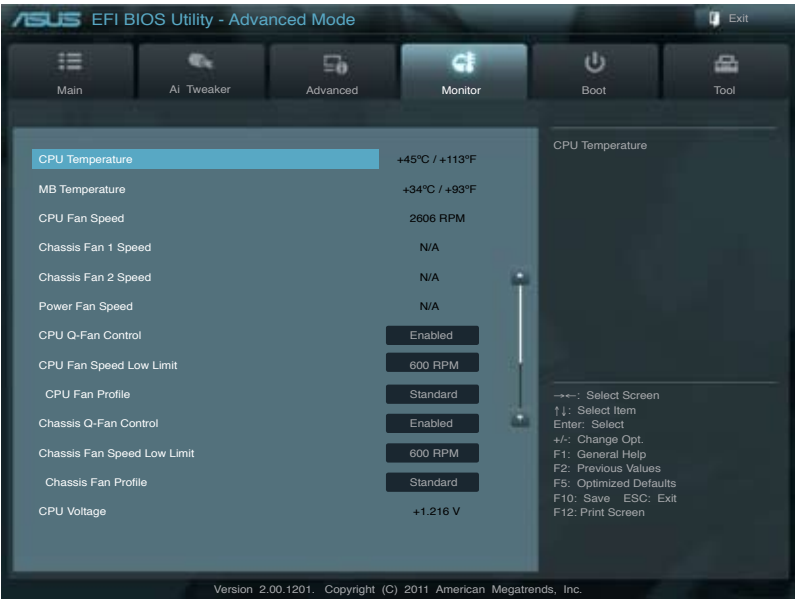 ASUS EFI BIOS Utility - Advanced Mode
Exit
Main
Ai Tweaker
Advanced
Monitor
Boot
Tool
CPU Temperature +45ºC / +113ºF
MB Temperature +34ºC / +93ºF
CPU Fan Speed 2606 RPM
Chassis Fan 1 Speed N/A
Chassis Fan 2 Speed N/A
Power Fan Speed N/A
CPU Q-Fan Control Enabled
CPU Fan Speed Low Limit 600 RPM
CPU Fan Profile Standard
Chassis Q-Fan Control Enabled
Chassis Fan Speed Low Limit 600 RPM
Chassis Fan Profile Standard
CPU Voltage +1.216 V
CPU Temperature
→←: Select Screen
↑↓: Select Item
Enter: Select
+/-: Change Opt.
F1: General Help
F2: Previous Values
F5: Optimized Defaults
F10: Save ESC: Exit
F12: Print Screen
Version 2.00.1201. Copyright (C) 2011 American Megatrends, Inc.